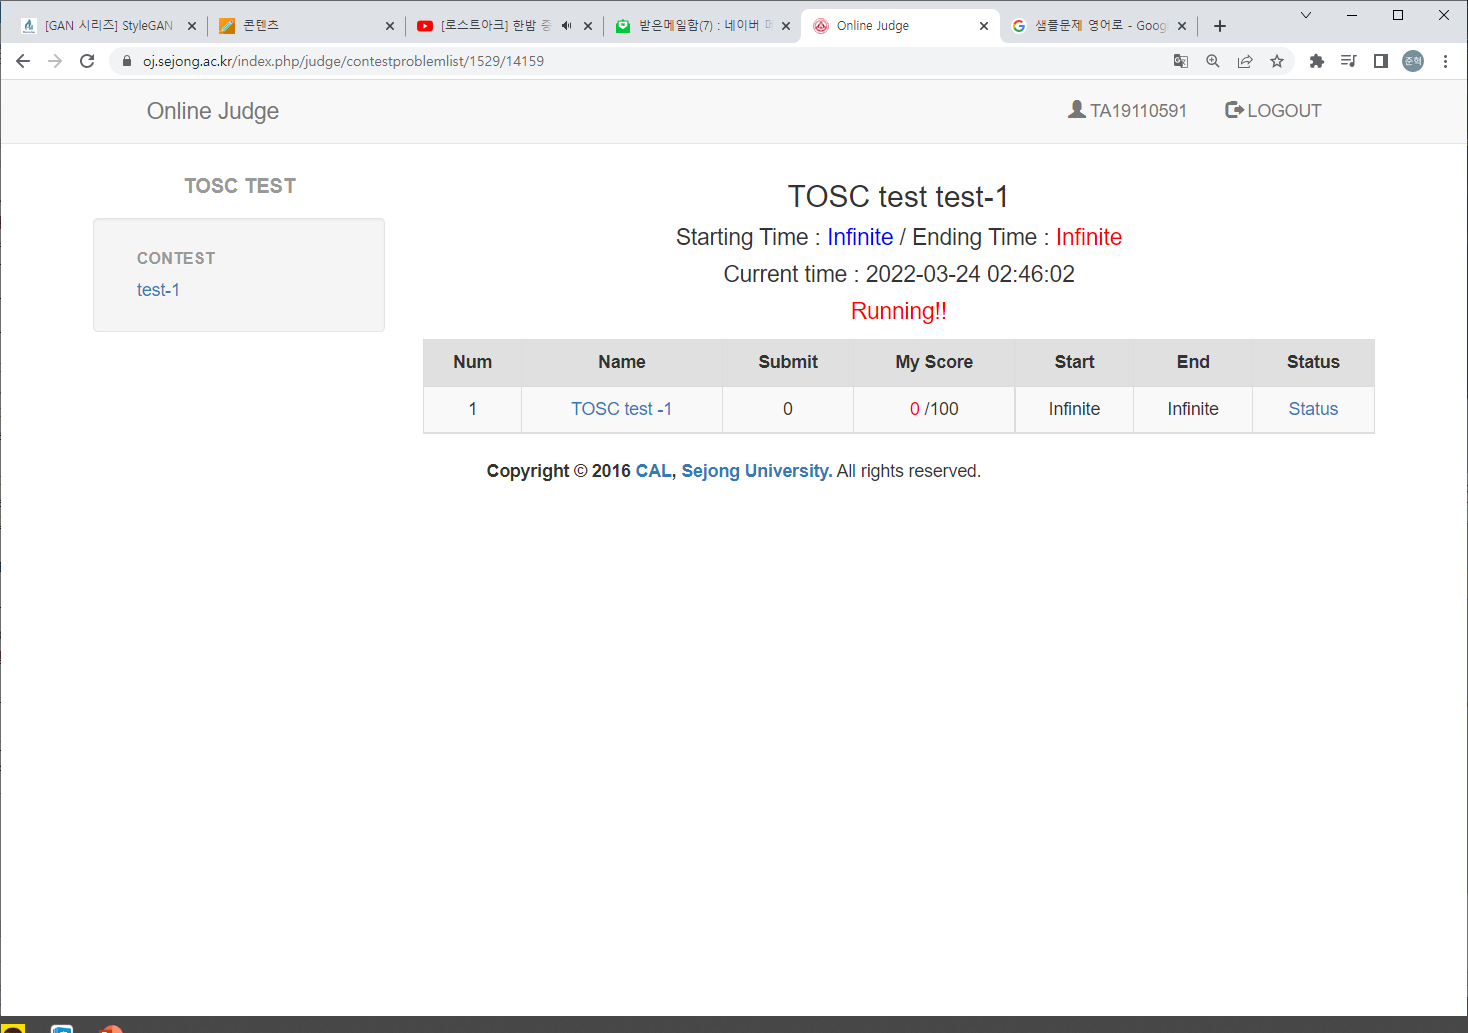 [GAN 시리즈] StyleGAN
콘텐츠
[로스트아크] 한밤 중
받은메일함(7) : 네이버 메
Online Judge
샘플문제 영어로 - Goog
oj.sejong.ac.kr/index.php/judge/contestproblemlist/1529/14159
준혁
Online Judge
TA19110591
LOGOUT
TOSC TEST
CONTEST
test-1
TOSC test test-1
Starting Time : Infinite / Ending Time : Infinite
Current time : 2022-03-24 02:46:02
Running!!
Num Name Submit My Score Start End Status
1 TOSC test -1 0 0 /100 Infinite Infinite Status
Copyright © 2016 CAL, Sejong University. All rights reserved.